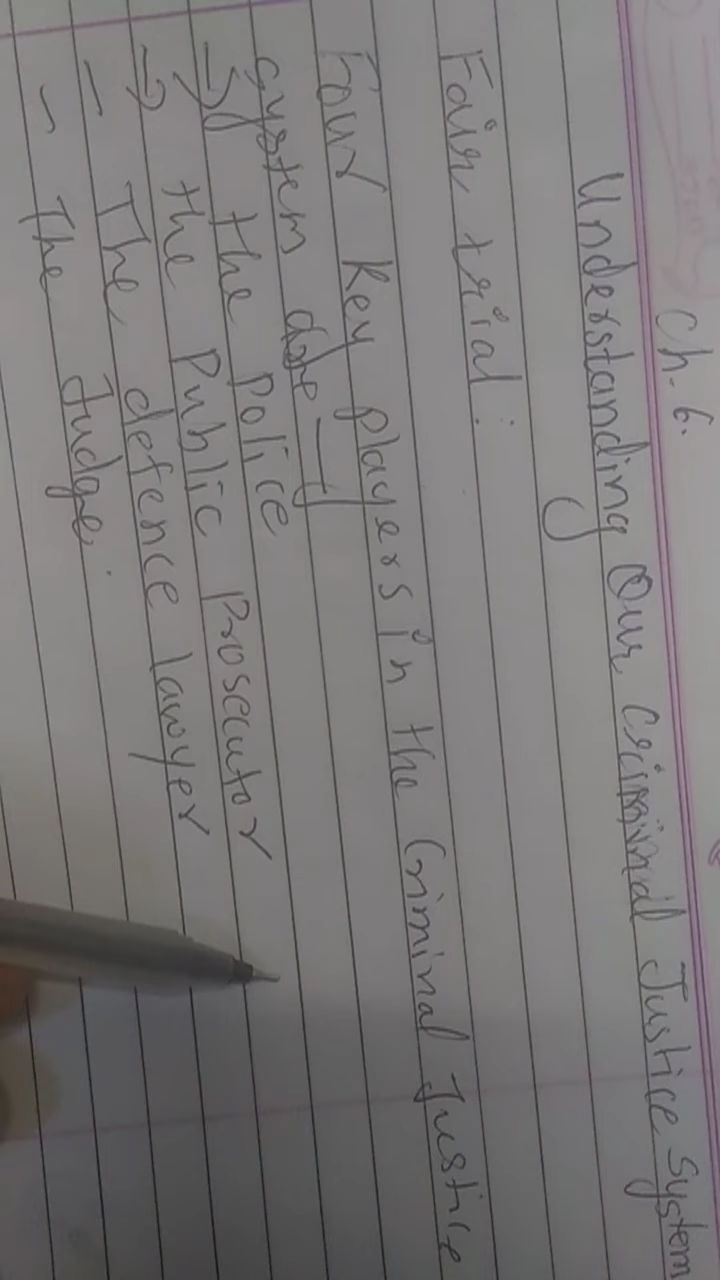 Ch-6.
Understanding Our Criminal Justice System
Fair trial:
Four Key players in the Criminal Justice
system are -
→ the police
→ the Public Prosecutor
- The defence lawyer
- The Judge.